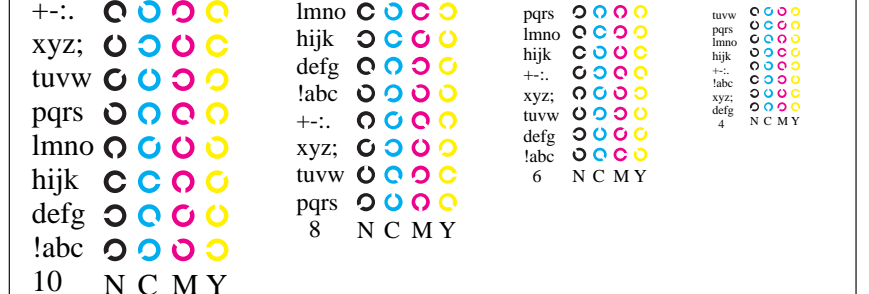 +-:.
xyz;
tuvw
pqrs
lmno
hijk
defg
!abc
10 N C M Y
lmno
hijk
defg
!abc
+-:.
xyz;
tuvw
pqrs
8 N C M Y
pqrs
lmno
hijk
+-:.
xyz;
tuvw
defg
!abc
6 N C M Y
tuvw
pqrs
lmno
hijk
+-:.
!abc
xyz;
defg
4 N C M Y